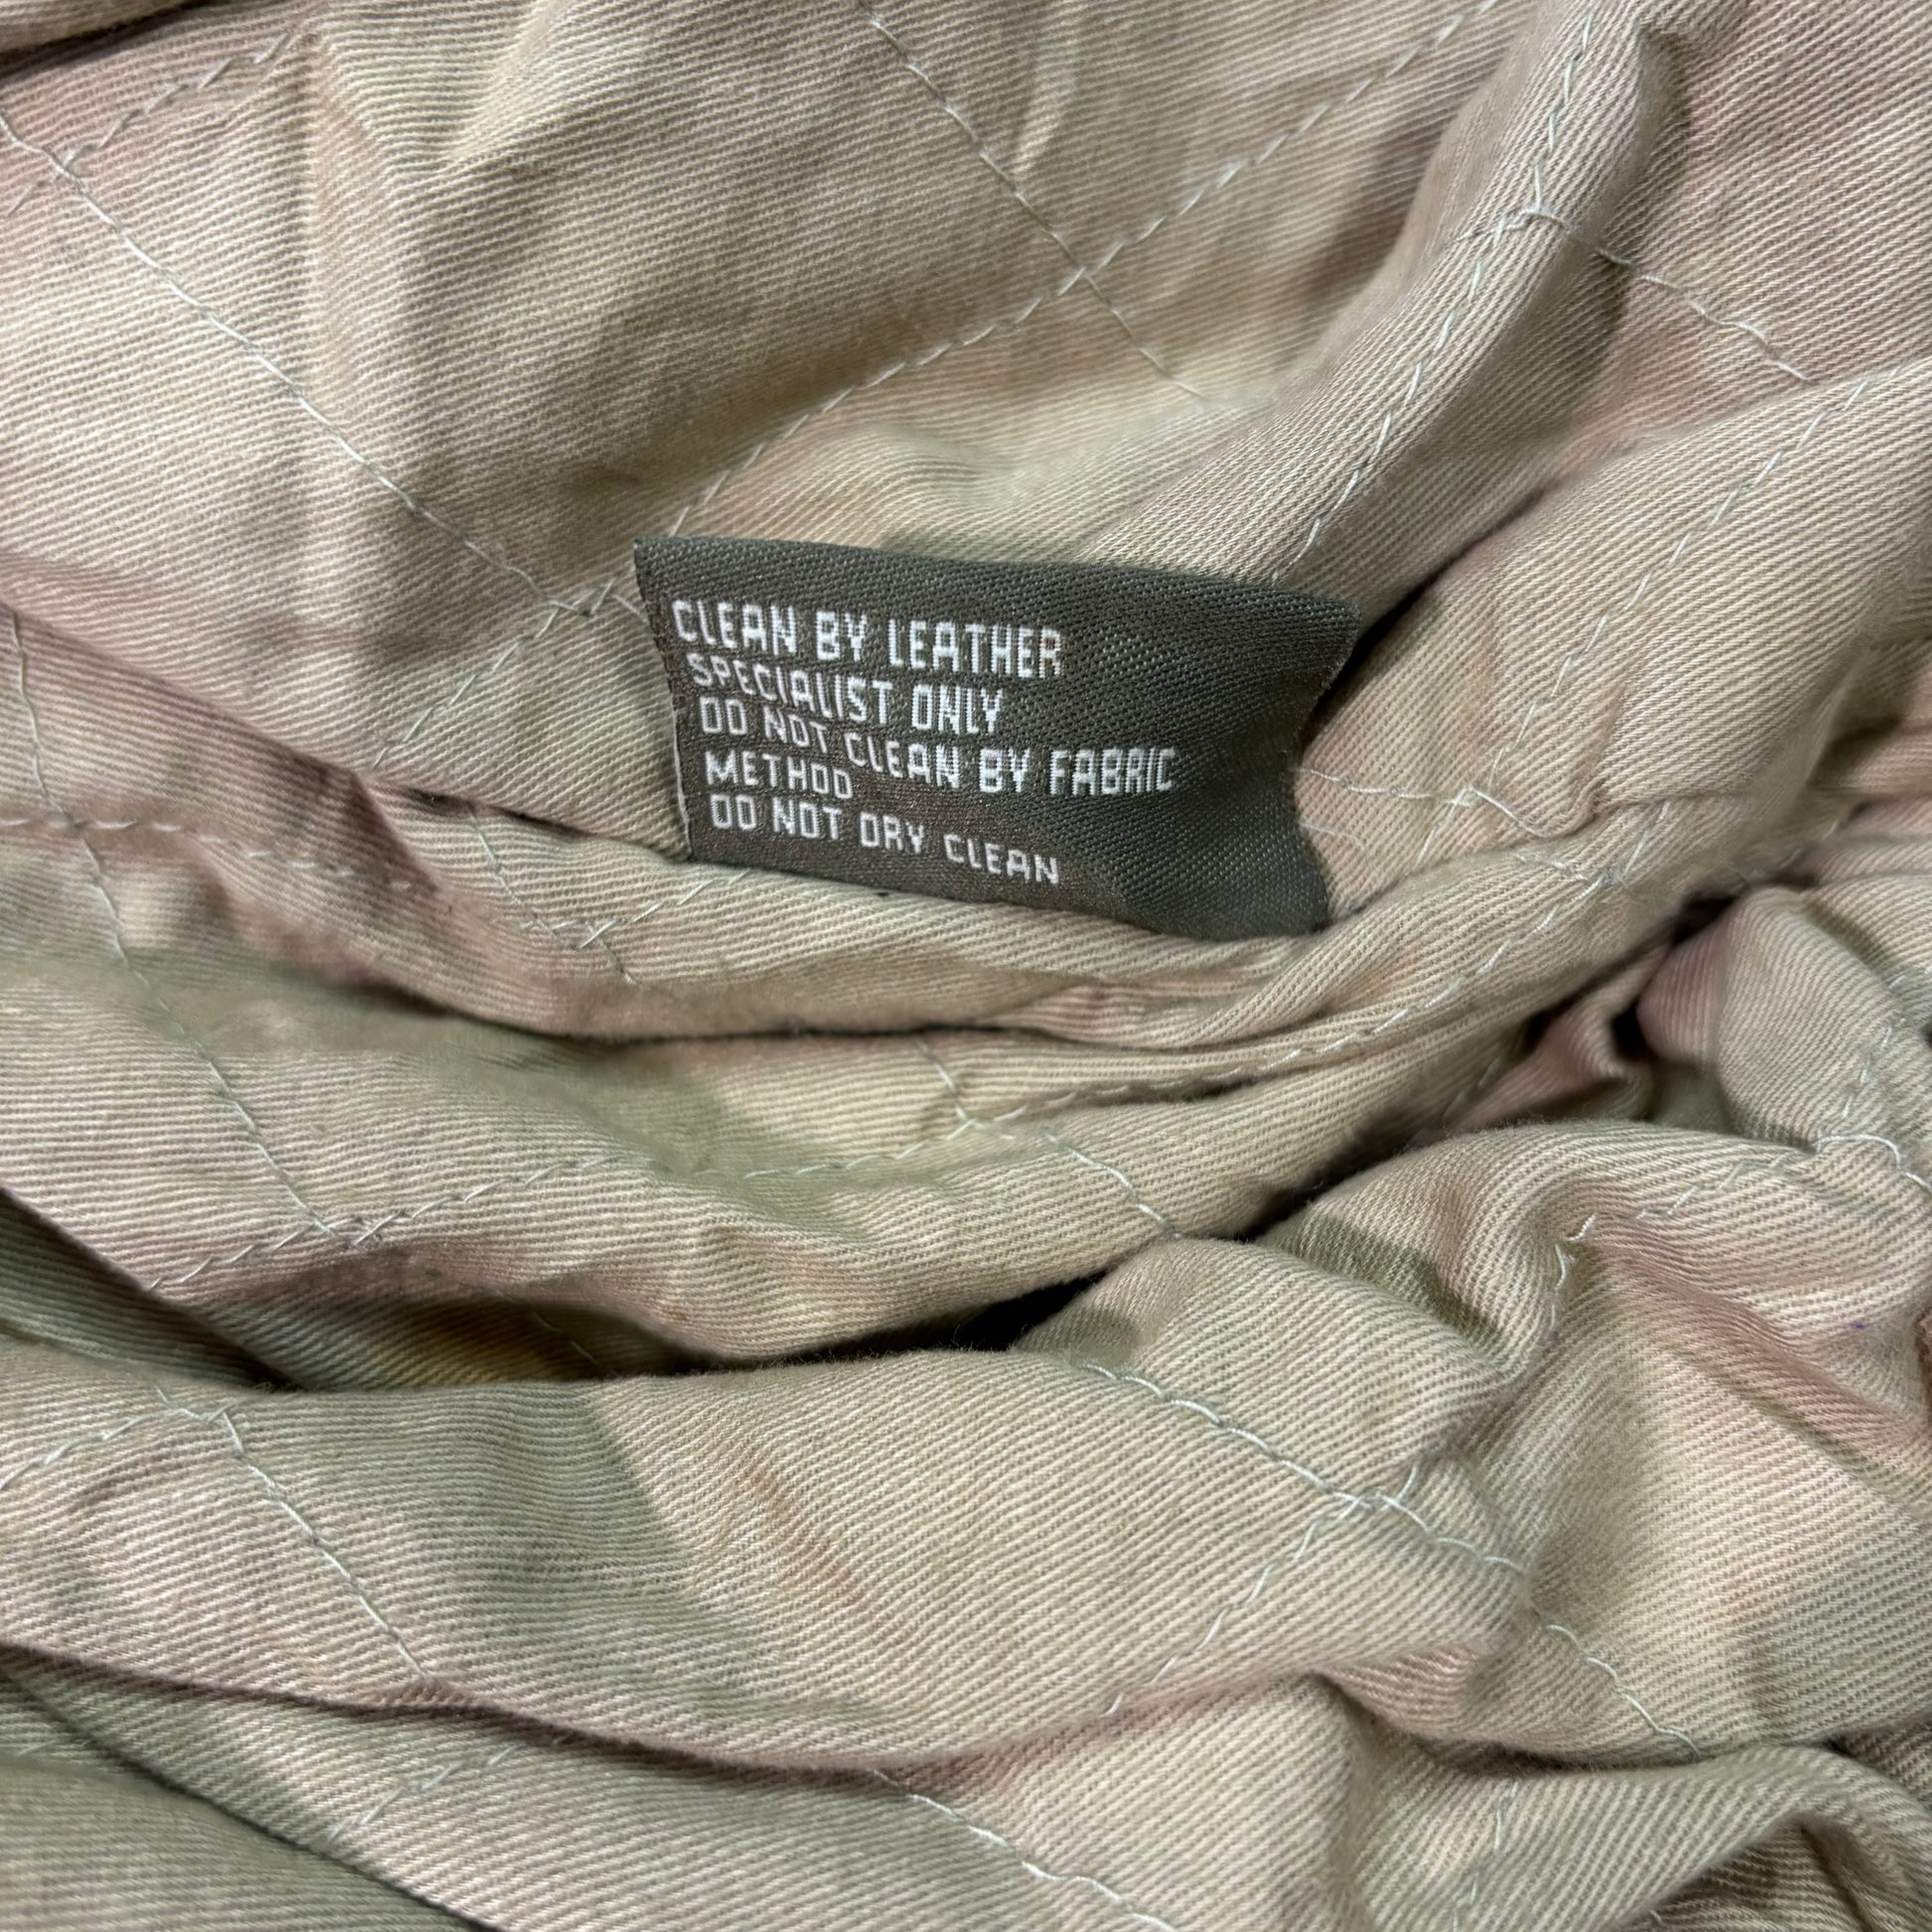 CLEAN BY LEATHER
SPECIALIST ONLY
DO NOT CLEAN BY FABRIC
METHOD
DO NOT DRY CLEAN